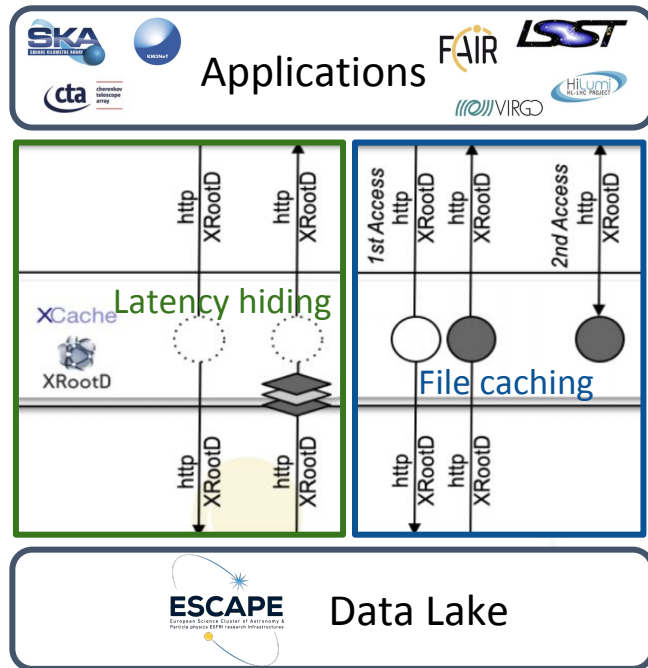 SKA
SQUARE KILOMETRE ARRAY
KM3NeT
cta
cherenkov
telescope
array
Applications
FAIR
LSST
HiLumi
HL-LHC PROJECT
VIRGO
http
XRootD
http
XRootD
1st Access
http
XRootD
http
XRootD
2nd Access
http
XRootD
Latency hiding
XCache
XRootD
File caching
http
XRootD
http
XRootD
http
XRootD
http
XRootD
ESCAPE
European Science Cluster of Astronomy &
Particle physics ESFRI research infrastructures
Data Lake